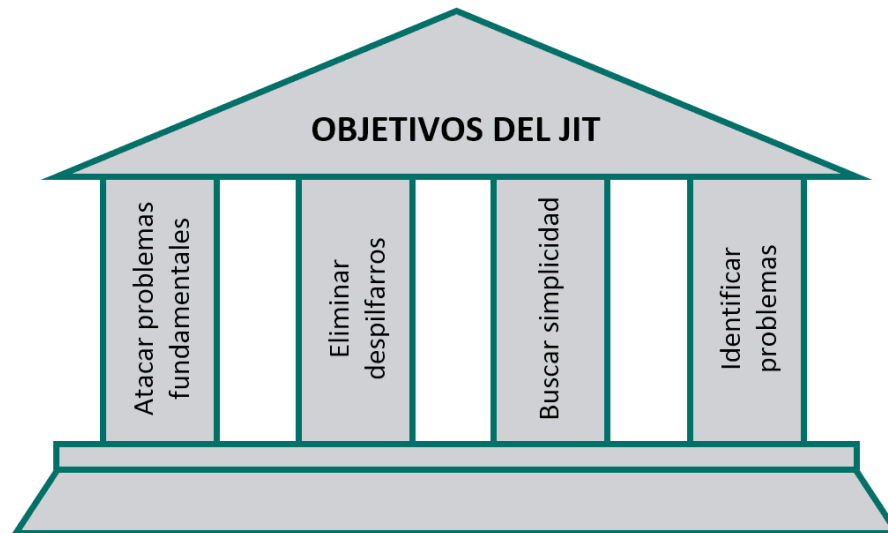 OBJETIVOS DEL JIT
Atacar problemas
fundamentales
Eliminar
despilfarros
Buscar simplicidad
Identificar
problemas